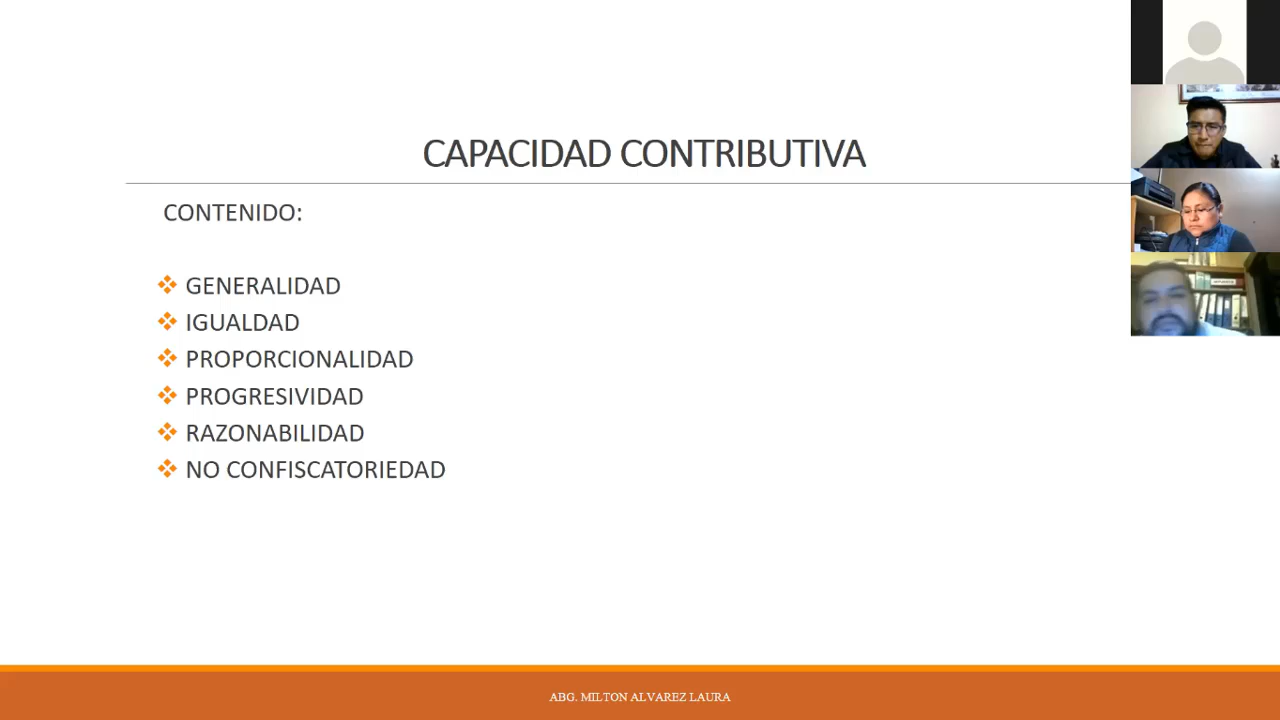 CAPACIDAD CONTRIBUTIVA
CONTENIDO:
GENERALIDAD
IGUALDAD
PROPORCIONALIDAD
PROGRESIVIDAD
RAZONABILIDAD
NO CONFISCATORIEDAD
ABG. MILTON ALVAREZ LAURA